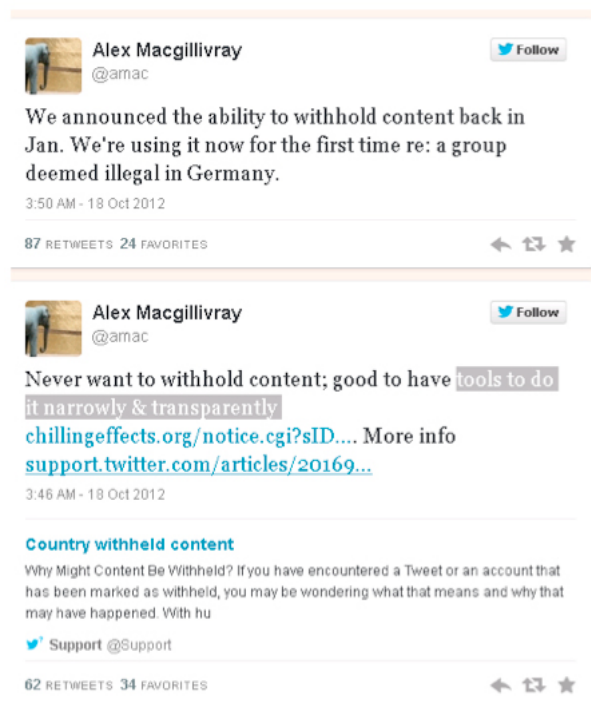 Alex Macgillivray
Follow
@amac
We announced the ability to withhold content back in
Jan. We're using it now for the first time re: a group
deemed illegal in Germany.
3:50 AM - 18 Oct 2012
87 RETWEETS 24 FAVORITES
Alex Macgillivray
Follow
@amac
Never want to withhold content; good to have tools to do
it narrowly & transparently
chillingeffects.org/notice.cgi?sID.... More info
support.twitter.com/articles/20169...
3:46 AM - 18 Oct 2012
Country withheld content
Why Might Content Be Withheld? If you have encountered a Tweet or an account that
has been marked as withheld, you may be wondering what that means and why that
may have happened. With hu
Support @Support
62 RETWEETS 34 FAVORITES